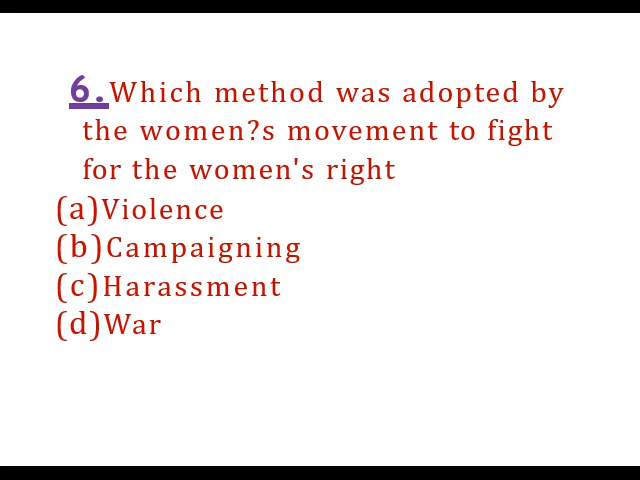 6.Which method was adopted by
the women?s movement to fight
for the women's right
(a)Violence
(b)Campaigning
(c)Harassment
(d)War